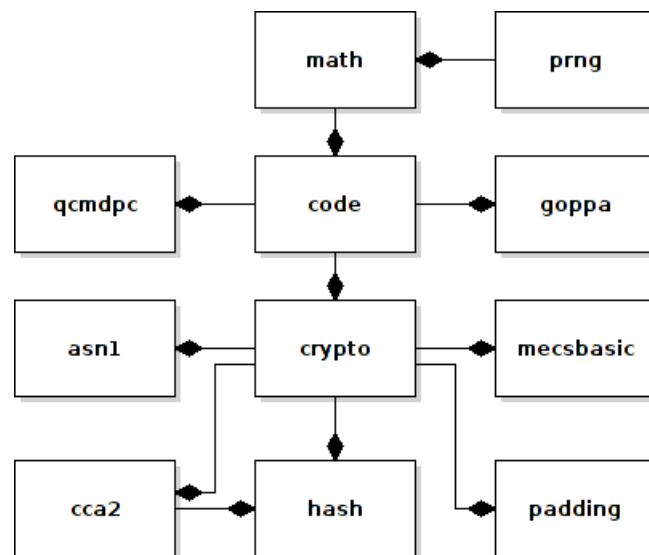 math
prng
qcmdpc
code
goppa
asn1
crypto
mecsbasic
cca2
hash
padding